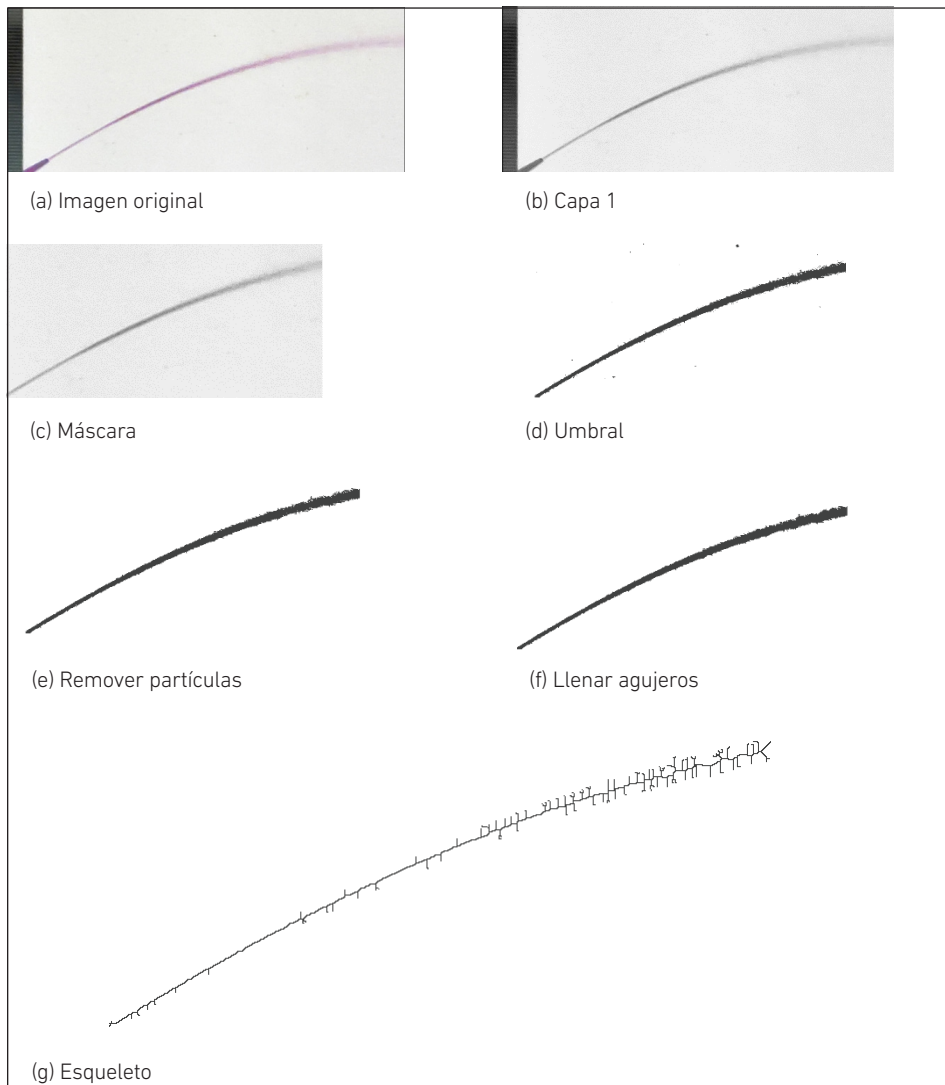 (a) Imagen original
(b) Capa 1
(c) Máscara
(d) Umbral
(e) Remover partículas
(f) Llenar agujeros
(g) Esqueleto